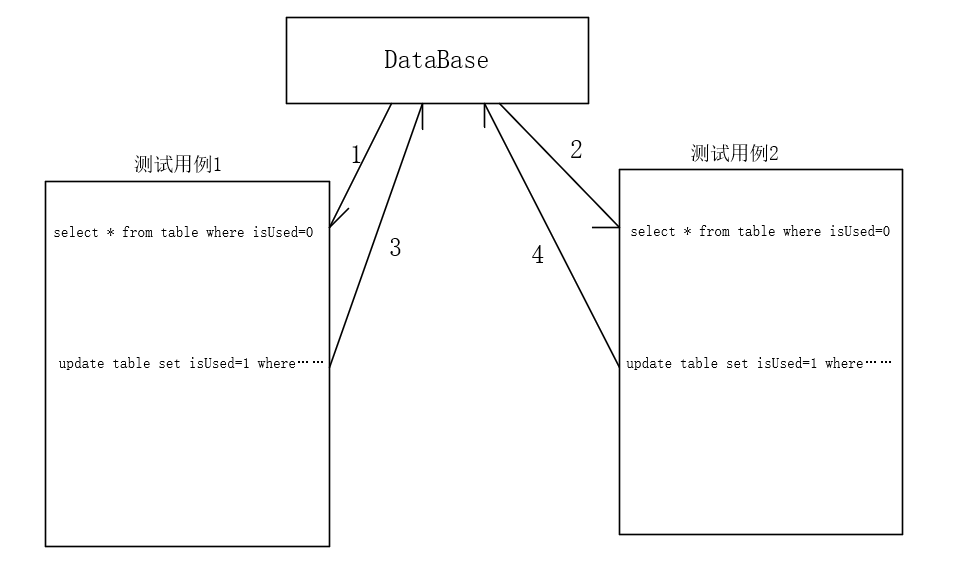 DataBase
测试用例1
测试用例2
1
2
select * from table where isUsed=0
select * from table where isUsed=0
3
4
update table set isUsed=1 where……
update table set isUsed=1 where……